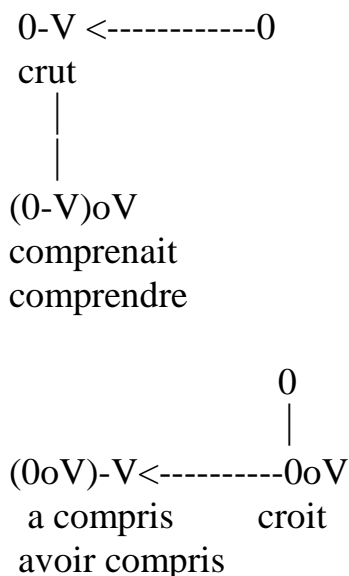 0-V <------------0
crut
|
|
(0-V)oV
comprenait
comprendre
0
|
(0oV)-V<----------0oV
a compris croit
avoir compris